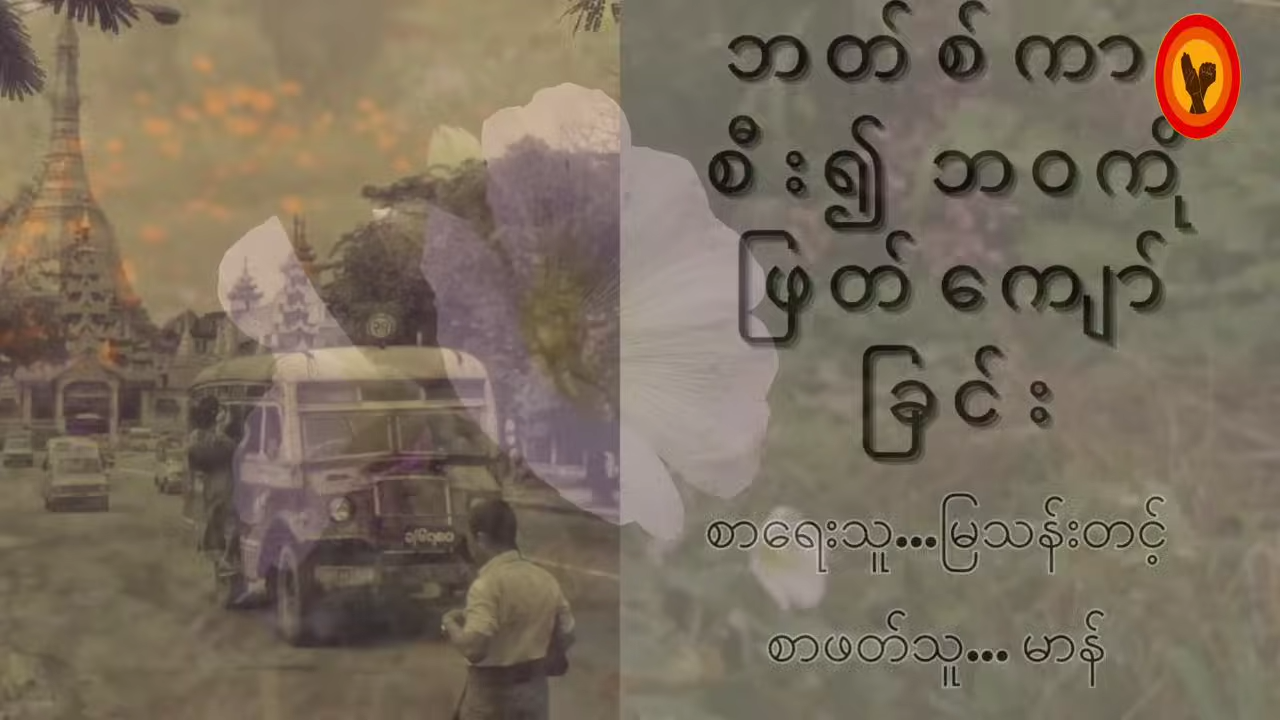 ဘတ်စ်ကာ
စီး၍ ဘဝကို
ဖြတ်ကျော်
ခြင်း
စာရေးသူ...မြသန်းတင့်
စာဖတ်သူ... မာန်